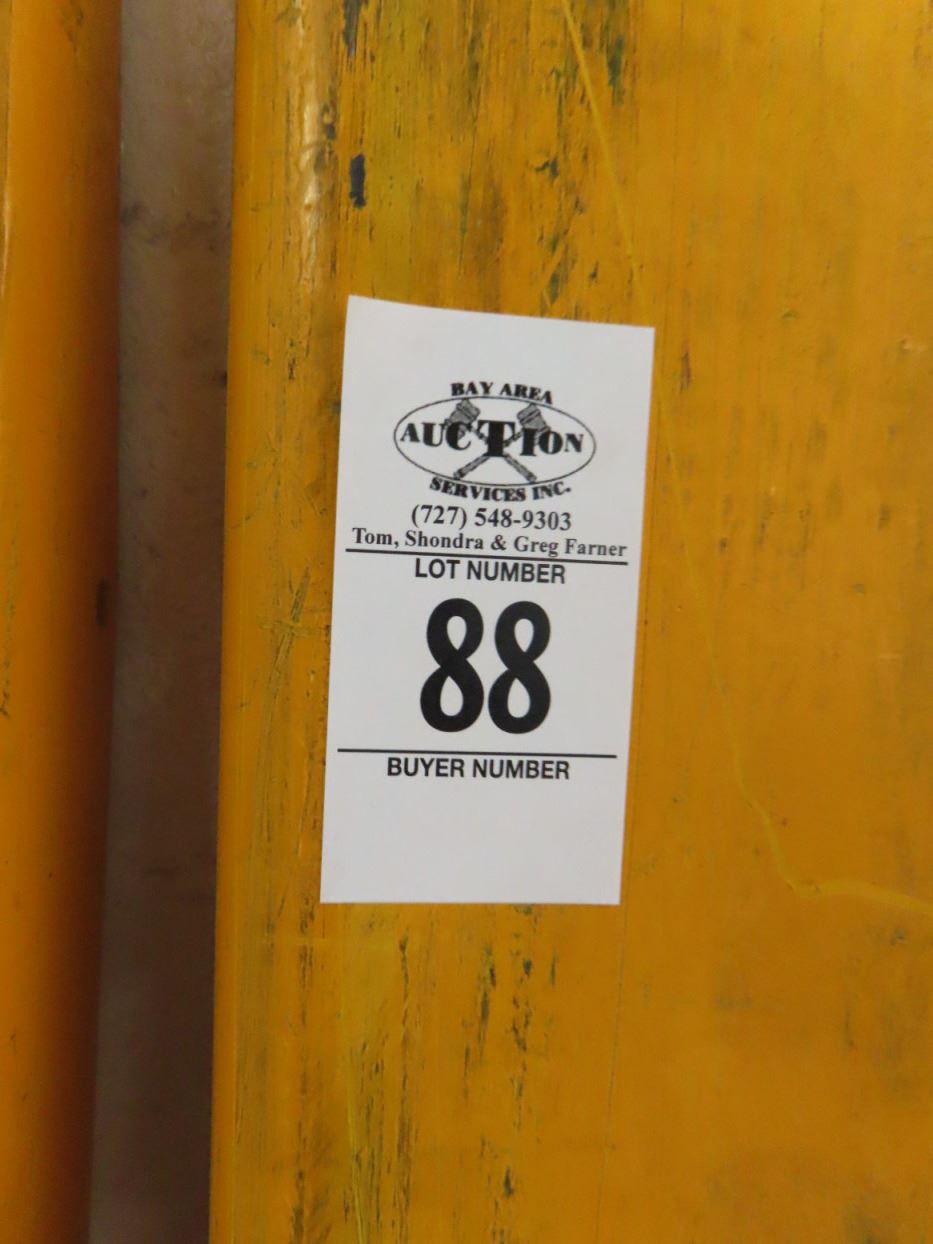 BAY AREA
AUCTION
SERVICES INC.
(727) 548-9303
Tom, Shondra & Greg Farner
LOT NUMBER
88
BUYER NUMBER